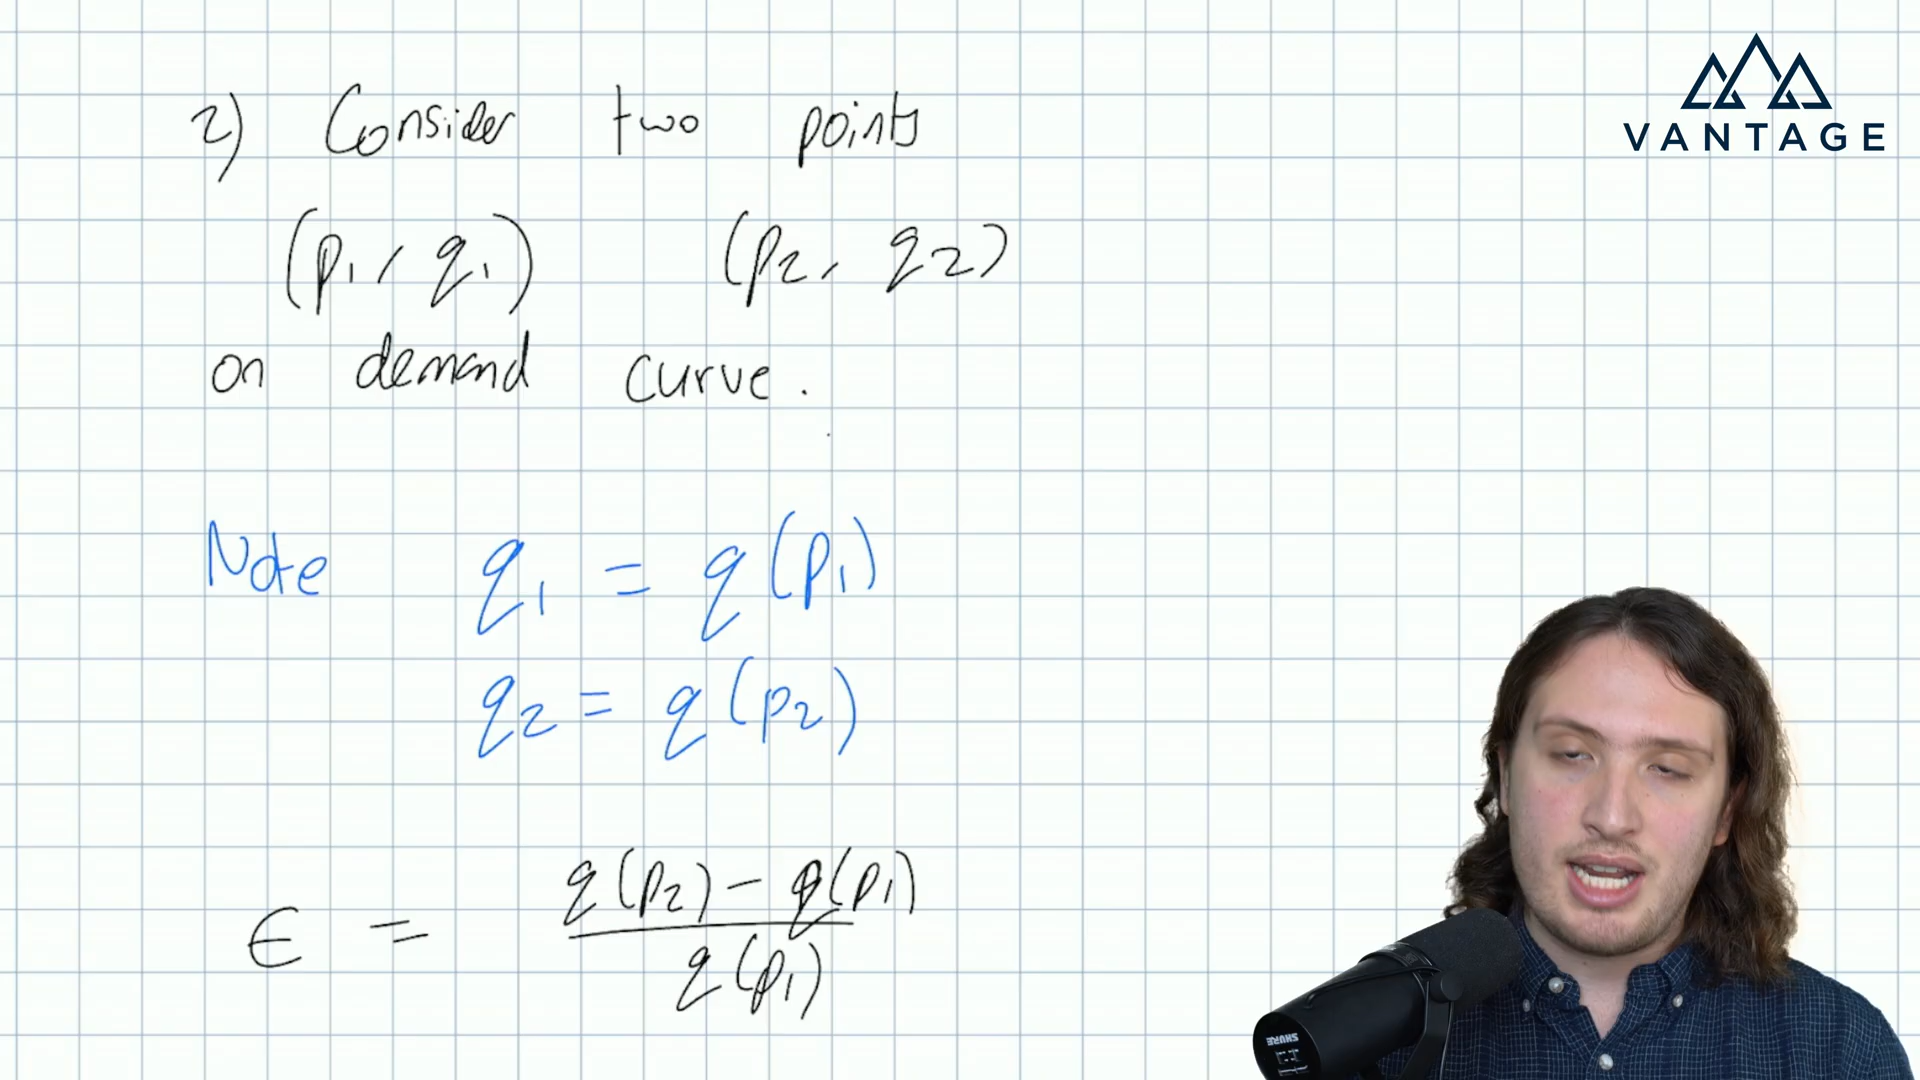 2) Consider two points
(p1, q1) (p2, q2)
on demand curve.
Note q1 = q(p1)
q2 = q(p2)
ϵ = q(p2) - q(p1)
q(p1)
VANTAGE
SHURE